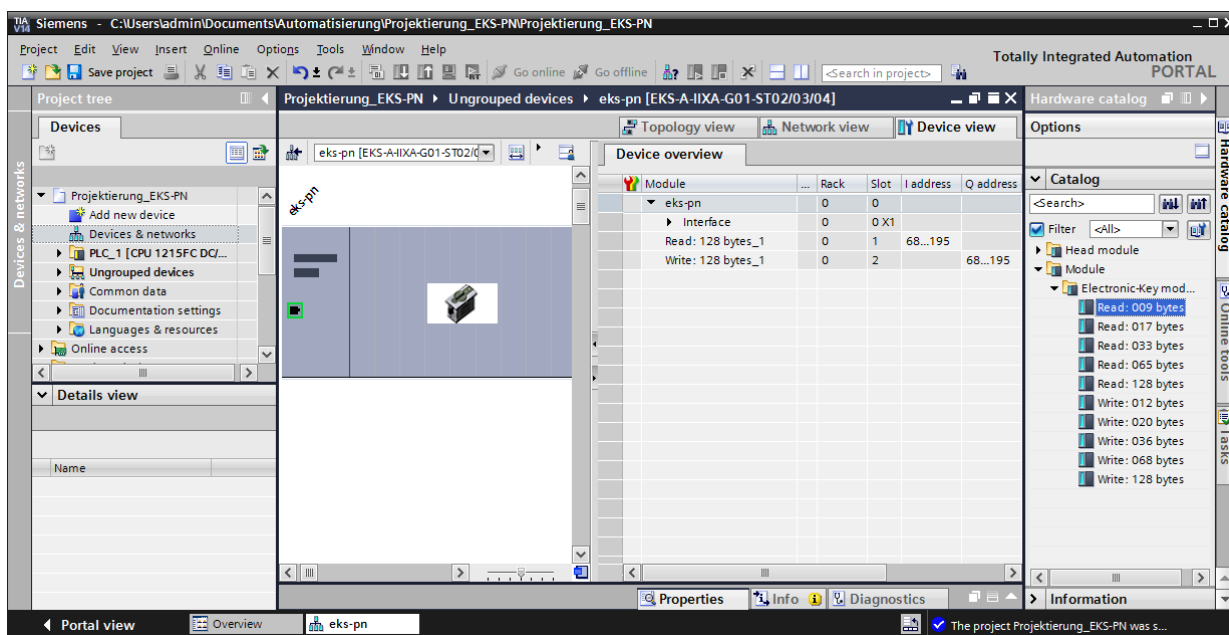 TIA V14 Siemens - C:\Users\admin\Documents\Automatisierung\Projektierung_EKS-PN\Projektierung_EKS-PN
Project Edit View Insert Online Options Tools Window Help
Totally Integrated Automation
PORTAL
Save project Go online Go offline <Search in project>
Project tree
Devices
Devices & networks
Projektierung_EKS-PN
Add new device
Devices & networks
PLC_1 [CPU 1215FC DC/...
Ungrouped devices
Common data
Documentation settings
Languages & resources
Online access
Details view
Name
Projektierung_EKS-PN Ungrouped devices eks-pn [EKS-A-IIXA-G01-ST02/03/04]
Topology view Network view Device view
eks-pn [EKS-A-IIXA-G01-ST02/0
eks-pn
Device overview
Module ... Rack Slot I address Q address
eks-pn 0 0
Interface 0 0 X1
Read: 128 bytes_1 0 1 68...195
Write: 128 bytes_1 0 2 68...195
Properties Info Diagnostics
Hardware catalog
Options
Catalog
<Search>
Filter <All>
Head module
Module
Electronic-Key mod...
Read: 009 bytes
Read: 017 bytes
Read: 033 bytes
Read: 065 bytes
Read: 128 bytes
Write: 012 bytes
Write: 020 bytes
Write: 036 bytes
Write: 068 bytes
Write: 128 bytes
Information
Hardware catalog
Online tools
Tasks
Portal view Overview eks-pn
The project Projektierung_EKS-PN was s...